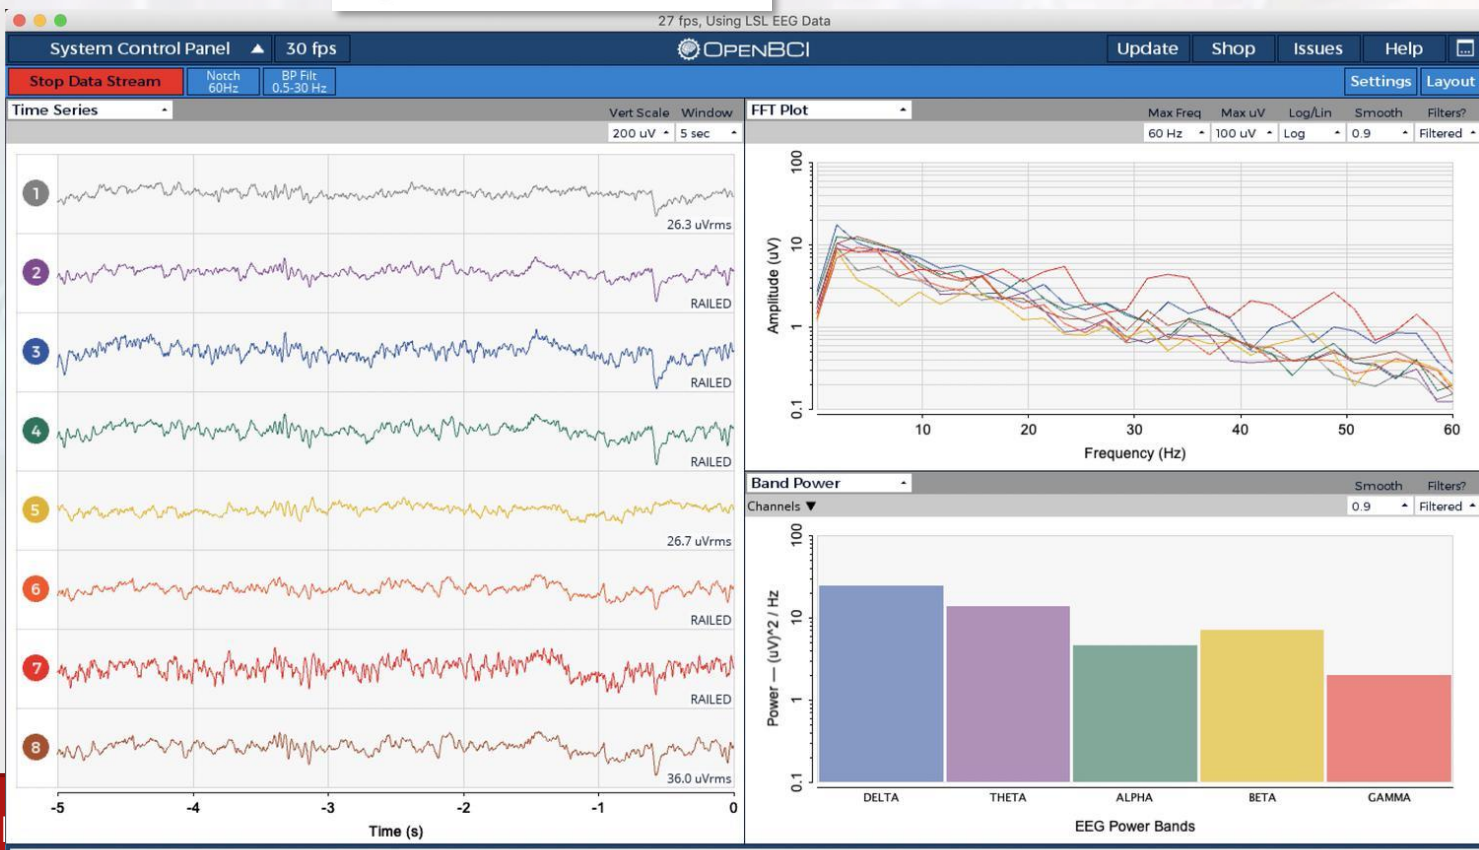 27 fps, Using LSL EEG Data
System Control Panel 30 fps OPENBCI Update Shop Issues Help
Stop Data Stream Notch 60Hz BP Filt 0.5-30 Hz Settings Layout
Time Series
Vert Scale Window
200 uV 5 sec
1
26.3 uVrms
2
RAILED
3
RAILED
4
RAILED
5
26.7 uVrms
6
RAILED
7
RAILED
8
36.0 uVrms
-5 -4 -3 -2 -1 0
Time (s)
FFT Plot
Max Freq Max uV Log/Lin Smooth Filters?
60 Hz 100 uV Log 0.9 Filtered
Amplitude (uV)
100
10
1
0.1
10 20 30 40 50 60
Frequency (Hz)
Band Power
Smooth Filters?
Channels 0.9 Filtered
Power — (uV)^2 / Hz
100
10
1
0.1
DELTA THETA ALPHA BETA GAMMA
EEG Power Bands